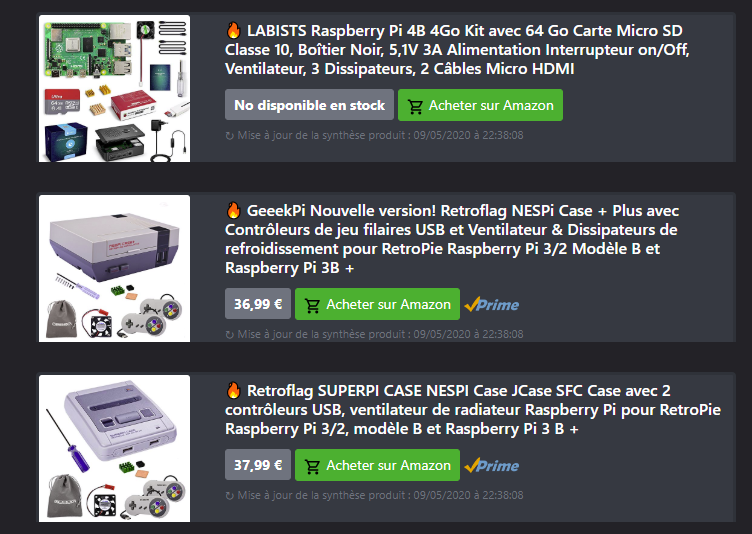 🔥 LABISTS Raspberry Pi 4B 4Go Kit avec 64 Go Carte Micro SD
Classe 10, Boîtier Noir, 5,1V 3A Alimentation Interrupteur on/Off,
Ventilateur, 3 Dissipateurs, 2 Câbles Micro HDMI
No disponible en stock
Acheter sur Amazon
↻ Mise à jour de la synthèse produit : 09/05/2020 à 22:38:08
🔥 GeeekPi Nouvelle version! Retroflag NESPi Case + Plus avec
Contrôleurs de jeu filaires USB et Ventilateur & Dissipateurs de
refroidissement pour RetroPie Raspberry Pi 3/2 Modèle B et
Raspberry Pi 3B +
36,99 €
Acheter sur Amazon
Prime
↻ Mise à jour de la synthèse produit : 09/05/2020 à 22:38:08
🔥 Retroflag SUPERPI CASE NESPI Case JCase SFC Case avec 2
contrôleurs USB, ventilateur de radiateur Raspberry Pi pour RetroPie
Raspberry Pi 3/2, modèle B et Raspberry Pi 3 B +
37,99 €
Acheter sur Amazon
Prime
↻ Mise à jour de la synthèse produit : 09/05/2020 à 22:38:08